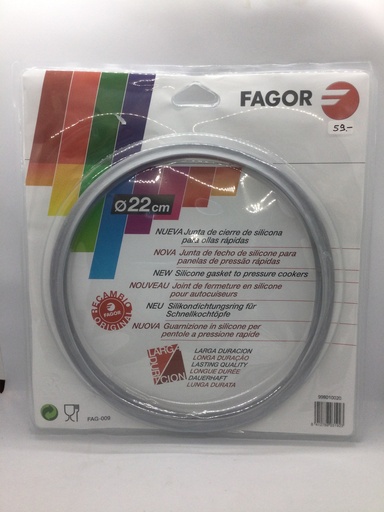 FAGOR
59.-
Ø22cm
NUEVA Junta de cierre de silicona
para ollas rápidas
NOVA Junta de fecho de silicone para
panelas de pressão rápidas
NEW Silicone gasket to pressure cookers
NOUVEAU Joint de fermeture en silicone
pour autocuiseurs
NEU Silikondichtungsring für
Schnellkochtöpfe
NUOVA Guarnizione in silicone per
pentole a pressione rapide
RECAMBIO
FAGOR
ORIGINAL
LARGA
DURACION
LARGA DURACION
LONGA DURAÇÃO
LASTING QUALITY
LONGUE DURÉE
DAUERHAFT
LUNGA DURATA
FAG-009